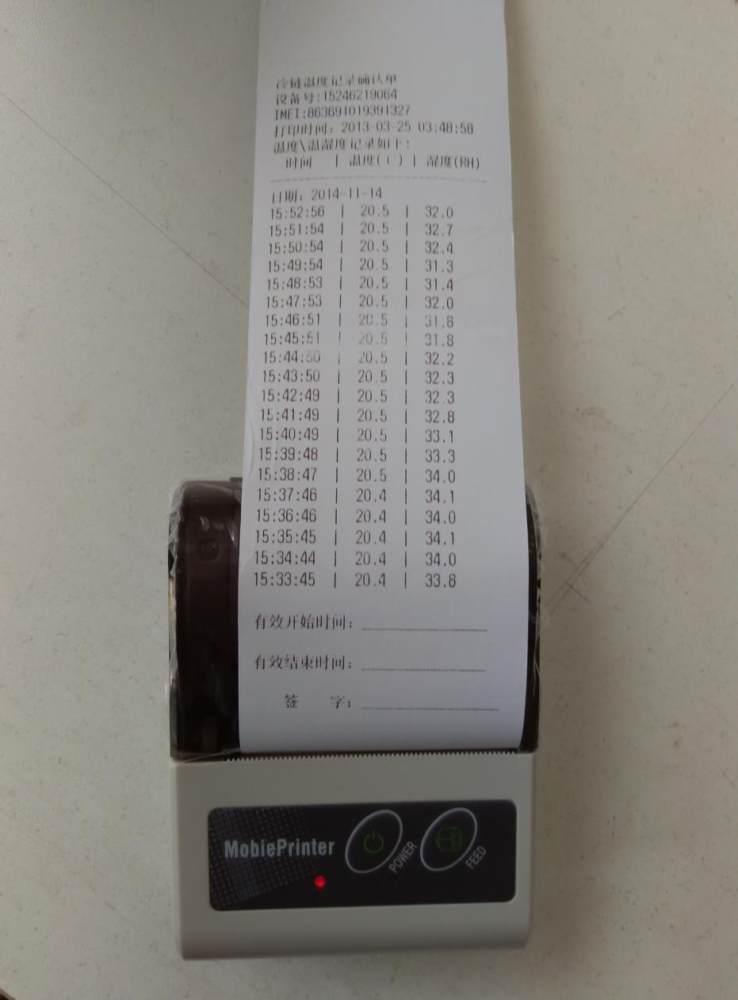 冷链温度记录确认单
设备号:15246219064
IMEI:863691019391327
打印时间: 2013-03-25 03:48:58
温度\温湿度记录如下:
时间 | 温度(℃) | 湿度(RH)
日期: 2014-11-14
15:52:56 | 20.5 | 32.0
15:51:54 | 20.5 | 32.7
15:50:54 | 20.5 | 32.4
15:49:54 | 20.5 | 31.3
15:48:53 | 20.5 | 31.4
15:47:53 | 20.5 | 32.0
15:46:51 | 20.5 | 31.8
15:45:51 | 20.5 | 31.8
15:44:50 | 20.5 | 32.2
15:43:50 | 20.5 | 32.3
15:42:49 | 20.5 | 32.3
15:41:49 | 20.5 | 32.8
15:40:49 | 20.5 | 33.1
15:39:48 | 20.5 | 33.3
15:38:47 | 20.5 | 34.0
15:37:46 | 20.4 | 34.1
15:36:46 | 20.4 | 34.0
15:35:45 | 20.4 | 34.1
15:34:44 | 20.4 | 34.0
15:33:45 | 20.4 | 33.8
有效开始时间:
有效结束时间:
签 字:
MobiePrinter
POWER
FEED